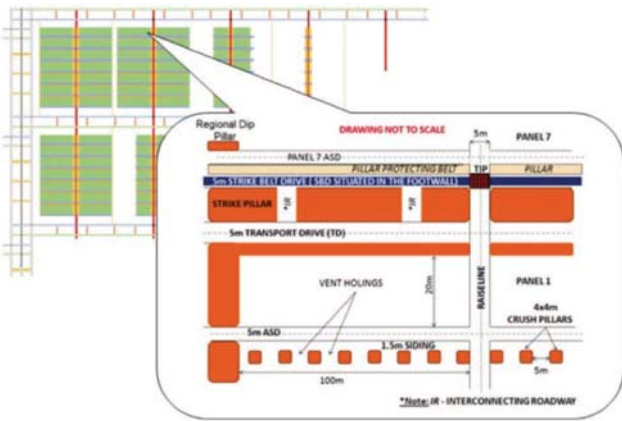 Regional Dip
Pillar
DRAWING NOT TO SCALE
5m
PANEL 7
PANEL 7 ASD
PILLAR PROTECTING BELT
TIP
PILLAR
5m STRIKE BELT DRIVE (SBD SITUATED IN THE FOOTWALL)
STRIKE PILLAR
*IR
*IR
5m TRANSPORT DRIVE (TD)
RAISELINE
20m
VENT HOLINGS
PANEL 1
4x4m
CRUSH PILLARS
5m ASD
1.5m SIDING
5m
100m
*Note: IR - INTERCONNECTING ROADWAY